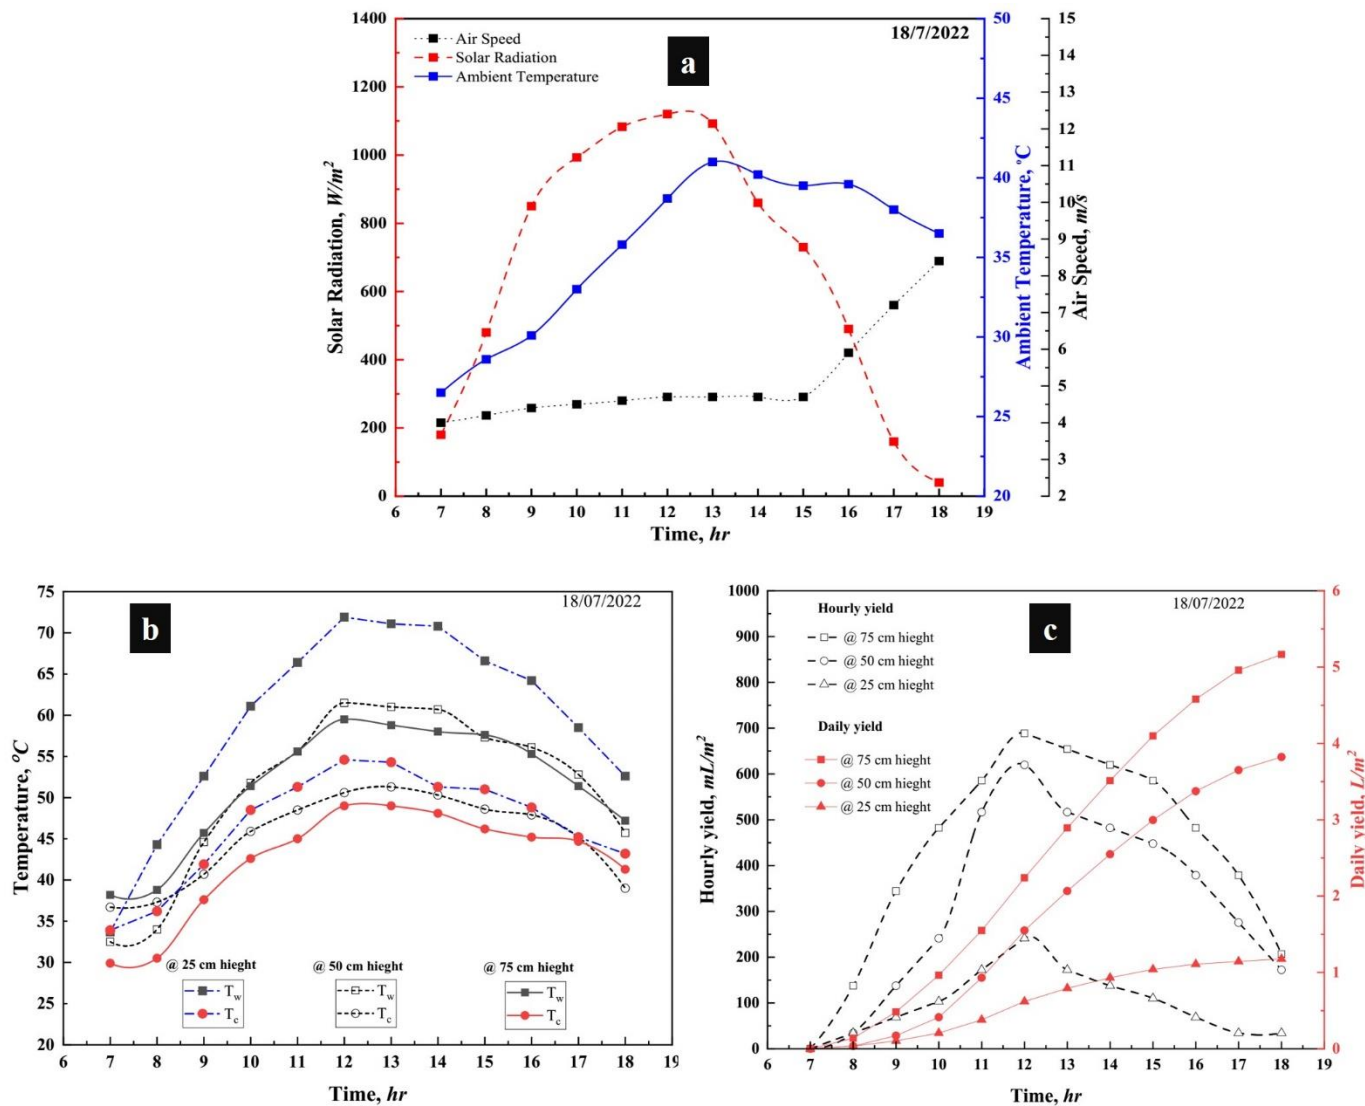 1400
1200
1000
800
600
400
200
0
Solar Radiation, W/m²
Air Speed
Solar Radiation
Ambient Temperature
a
18/7/2022
50
45
40
35
30
25
20
Ambient Temperature, °C
15
14
13
12
11
10
9
8
7
6
5
4
3
2
Air Speed, m/s
6 7 8 9 10 11 12 13 14 15 16 17 18 19
Time, hr
75
70
65
60
55
50
45
40
35
30
25
20
Temperature, °C
b
18/07/2022
@ 25 cm hieght
Tw
Tc
@ 50 cm hieght
Tw
Tc
@ 75 cm hieght
Tw
Tc
6 7 8 9 10 11 12 13 14 15 16 17 18 19
Time, hr
1000
900
800
700
600
500
400
300
200
100
0
Hourly yield, mL/m²
Hourly yield
@ 75 cm hieght
@ 50 cm hieght
@ 25 cm hieght
Daily yield
@ 75 cm hieght
@ 50 cm hieght
@ 25 cm hieght
18/07/2022
c
6
5
4
3
2
1
0
Daily yield, L/m²
6 7 8 9 10 11 12 13 14 15 16 17 18 19
Time, hr